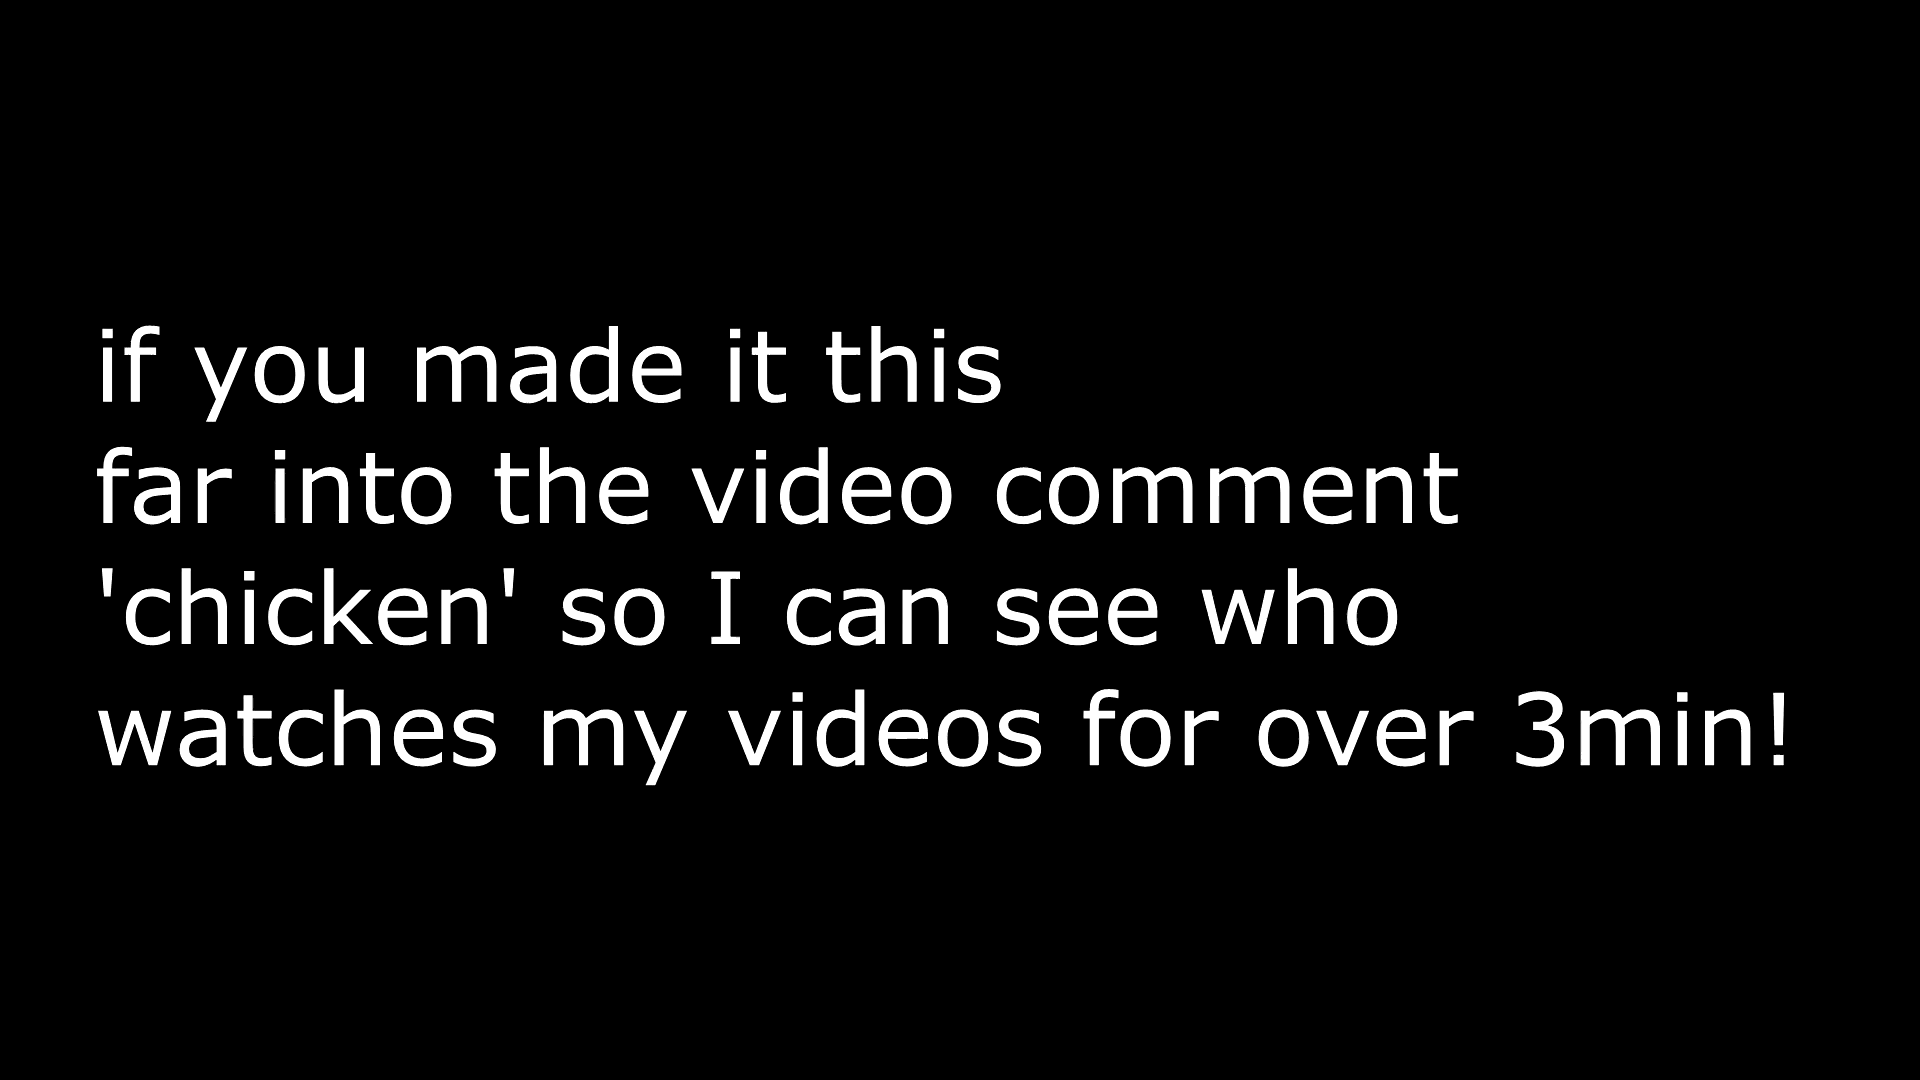 if you made it this
far into the video comment
'chicken' so I can see who
watches my videos for over 3min!